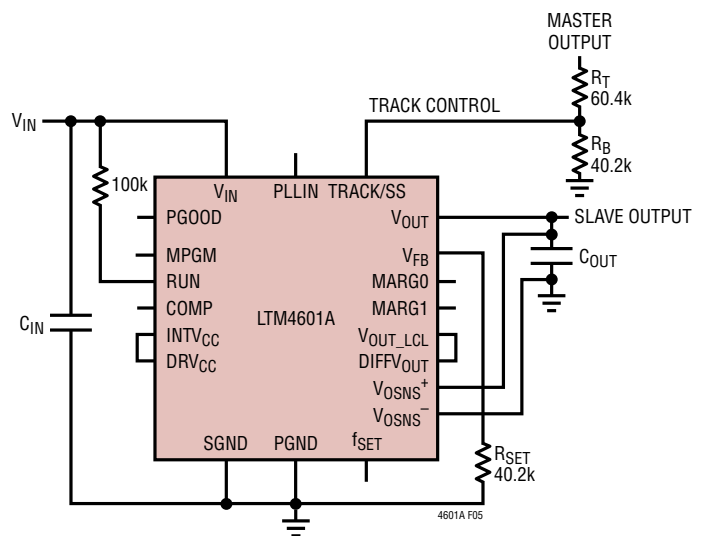 MASTER
OUTPUT
R_T
60.4k
TRACK CONTROL
V_IN
R_B
40.2k
100k
V_IN PLLIN TRACK/SS
PGOOD
V_OUT
SLAVE OUTPUT
MPGM
V_FB
C_OUT
RUN
MARG0
COMP
MARG1
LTM4601A
C_IN
INTV_CC
V_OUT_LCL
DRV_CC
DIFFV_OUT
V_OSNS^+
V_OSNS^–
SGND PGND f_SET
R_SET
40.2k
4601A F05